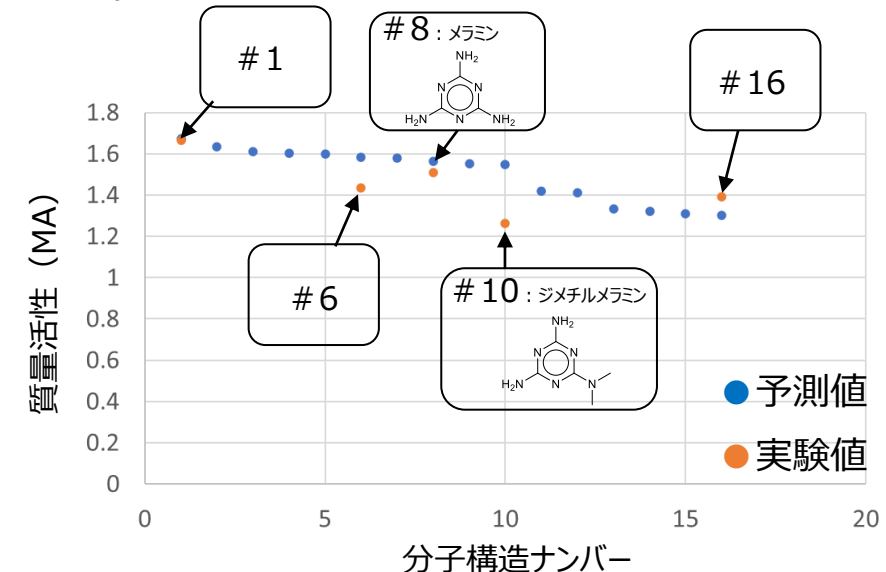 #1
#8:メラミン
NH2
N
N
N
H2N
NH2
#16
#6
#10:ジメチルメラミン
NH2
N
N
N
H2N
N
1.8
1.6
1.4
1.2
1
0.8
0.6
0.4
0.2
0
0
5
10
15
20
質量活性 (MA)
分子構造ナンバー
予測値
実験値